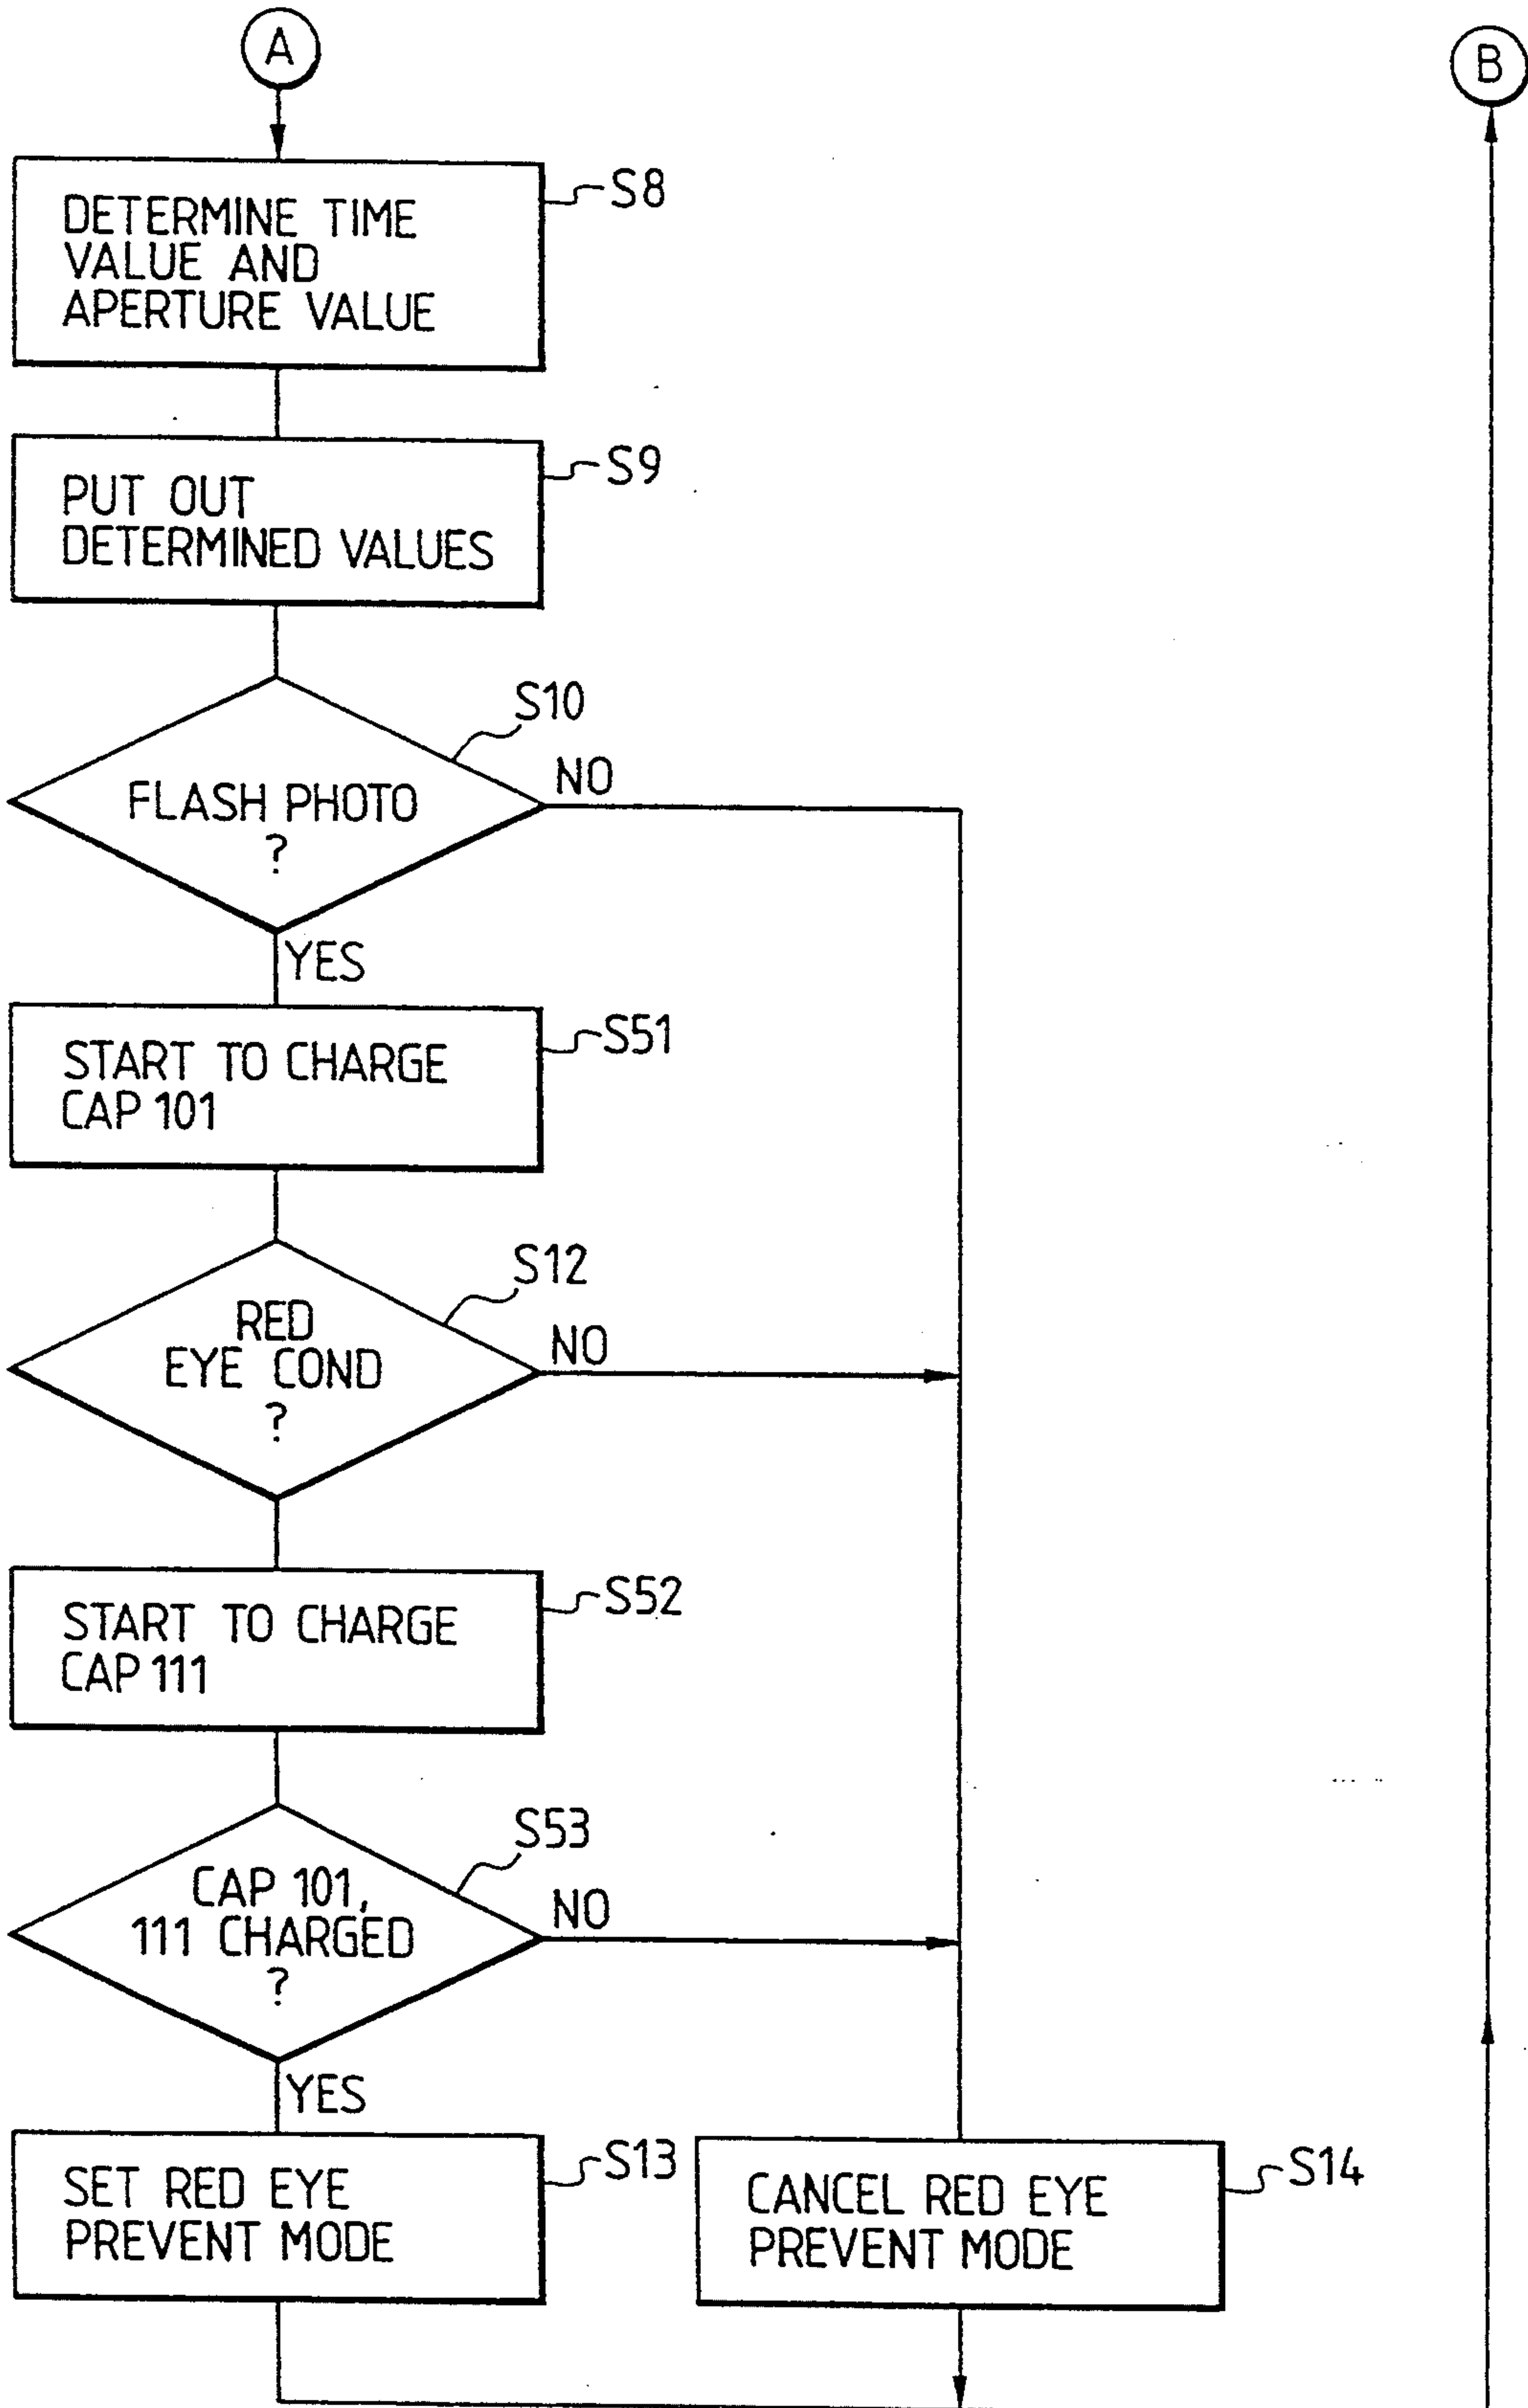 A
B
DETERMINE TIME
VALUE AND
APERTURE VALUE
S8
PUT OUT
DETERMINED VALUES
S9
S10
FLASH PHOTO
?
NO
YES
START TO CHARGE
CAP 101
S51
S12
RED
EYE COND
?
NO
START TO CHARGE
CAP 111
S52
S53
CAP 101,
111 CHARGED
?
NO
YES
SET RED EYE
PREVENT MODE
S13
CANCEL RED EYE
PREVENT MODE
S14